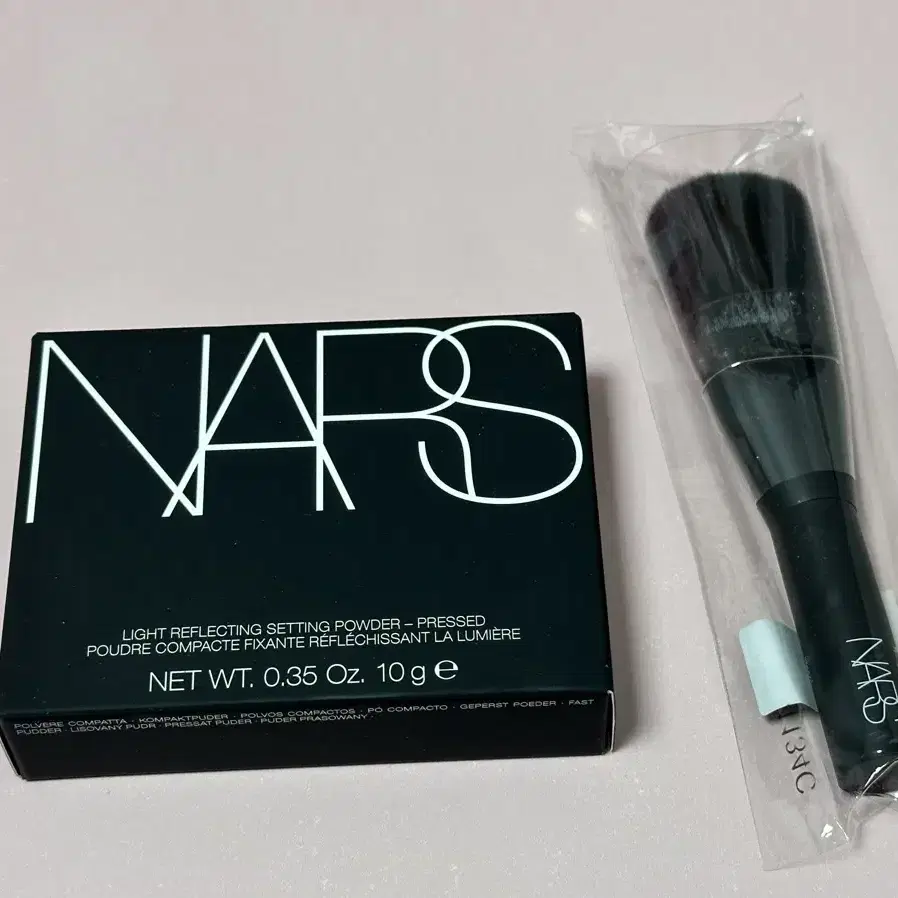 NARS
LIGHT REFLECTING SETTING POWDER – PRESSED
POUDRE COMPACTE FIXANTE RÉFLÉCHISSANT LA LUMIÈRE
NET WT. 0.35 Oz. 10 g ℮
POLVERE COMPATTA · KOMPAKTPUDER · POLVOS COMPACTOS · PÓ COMPACTO · GEPERST POEDER · FAST
PUDDER · LISOVANÝ PUDR · PRESSAT PUDER · PUDER PRASOWANY ·
NARS